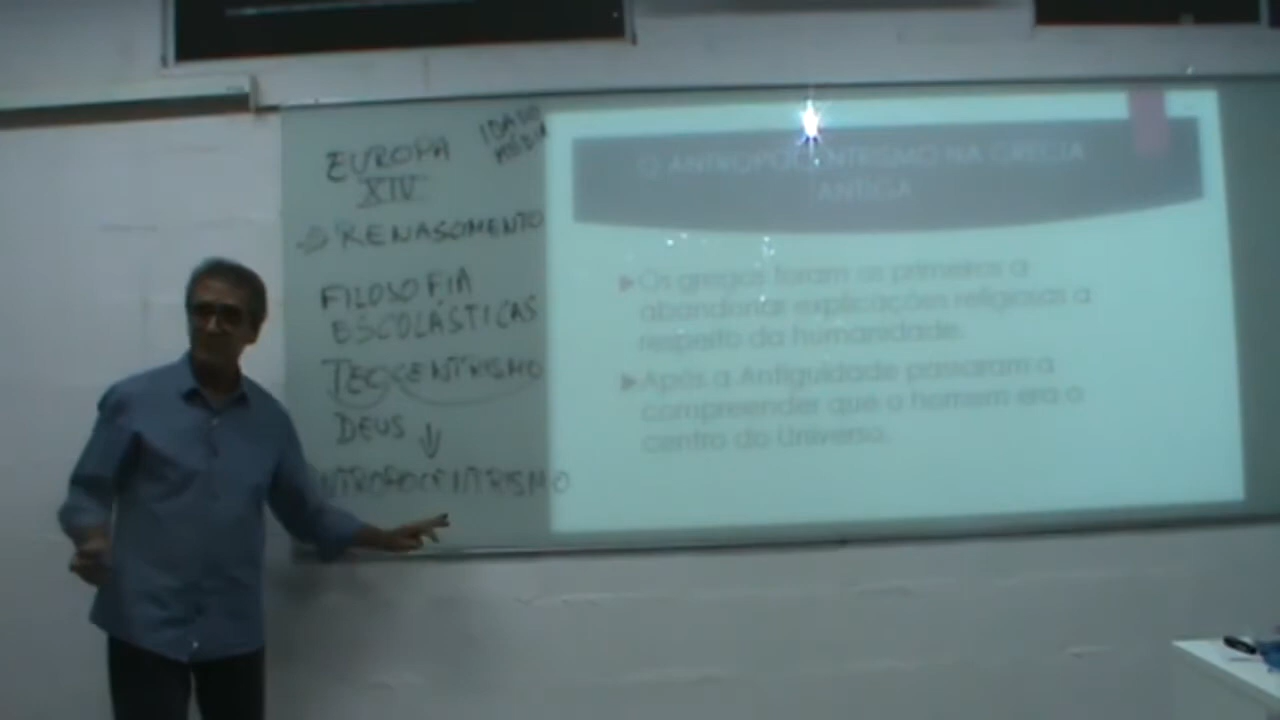 EUROPA
IDADE
MÉDIA
XIV
RENASCIMENTO
FILOSOFIA
ESCOLÁSTICAS
TEOCENTRISMO
DEUS ↓
NTROPOCENTRISMO
O ANTROPOCENTRISMO NA GRÉCIA
ANTIGA
Os gregos foram os primeiros a
abandonar explicações religiosas a
respeito da humanidade.
Após a Antiguidade passaram a
compreender que o homem era o
centro do Universo.